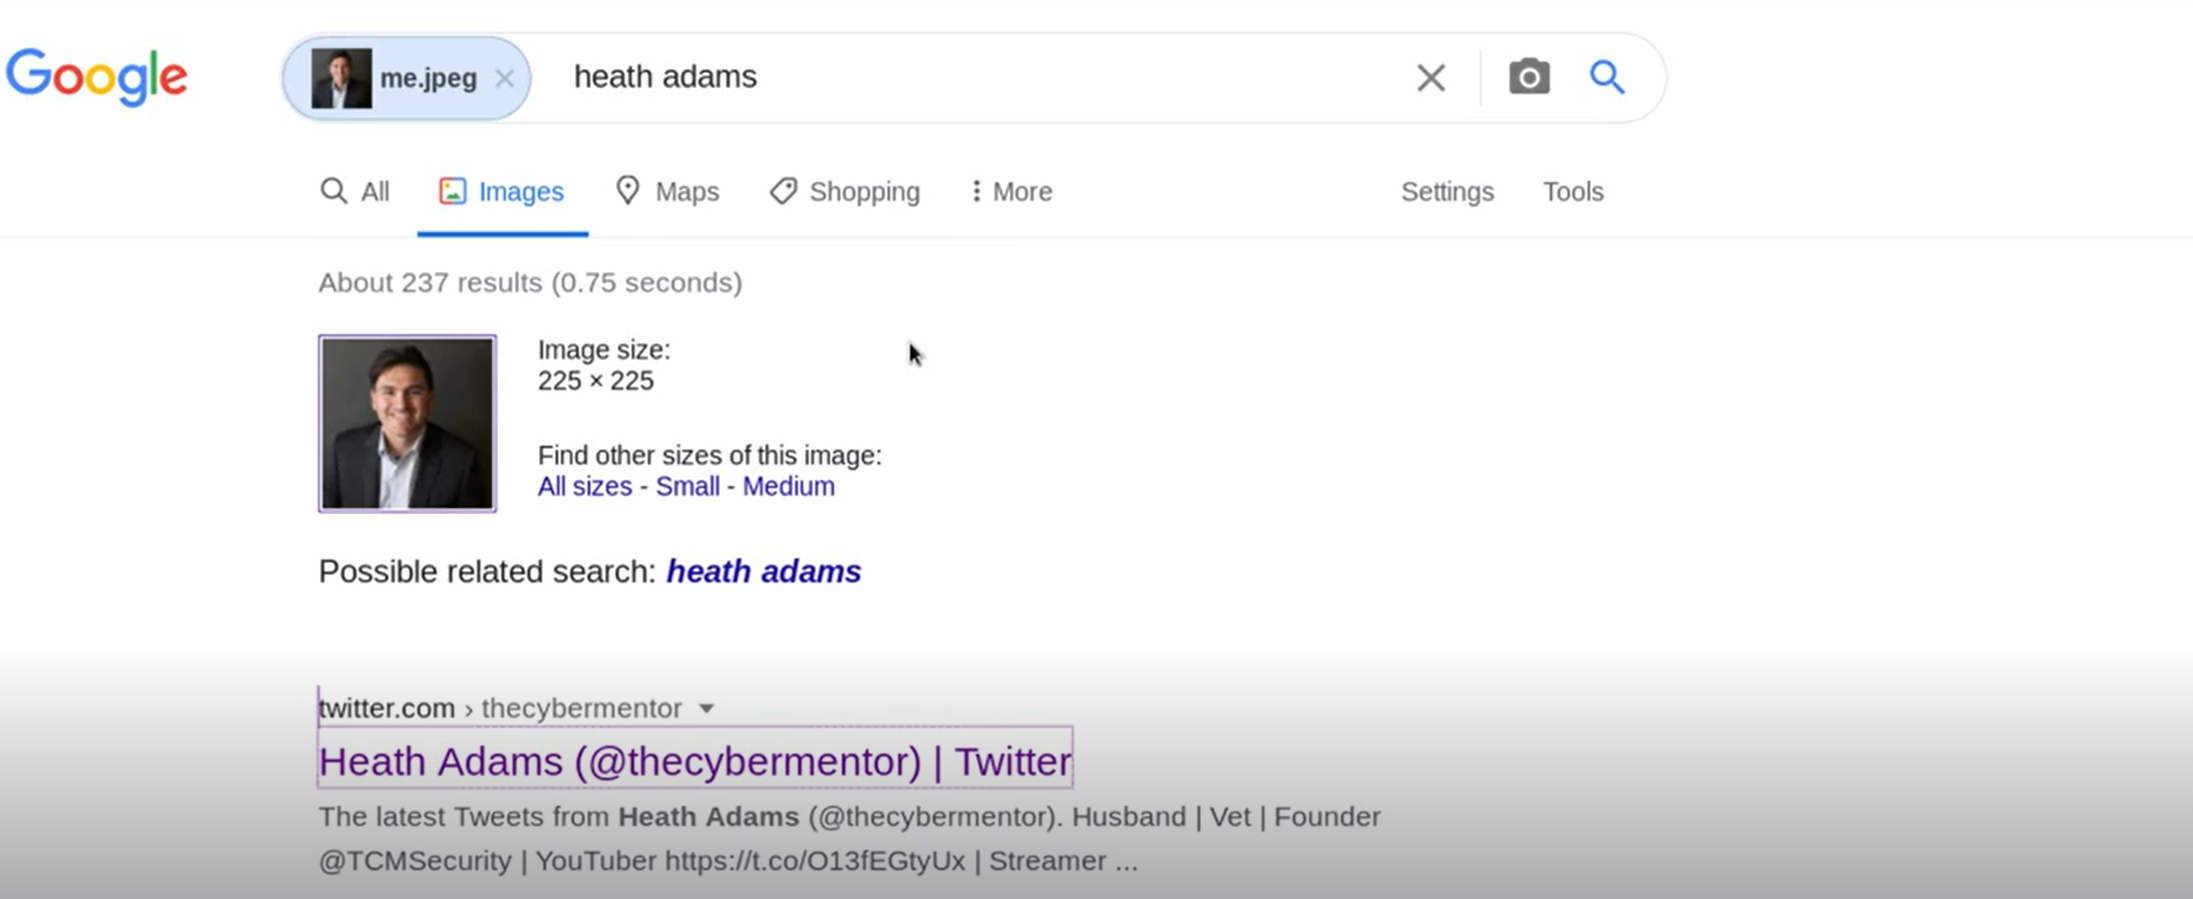 Google
me.jpeg
heath adams
All Images Maps Shopping More Settings Tools
About 237 results (0.75 seconds)
Image size:
225 × 225
Find other sizes of this image:
All sizes - Small - Medium
Possible related search: heath adams
twitter.com › thecybermentor
Heath Adams (@thecybermentor) | Twitter
The latest Tweets from Heath Adams (@thecybermentor). Husband | Vet | Founder
@TCMSecurity | YouTuber https://t.co/O13fEGtyUx | Streamer ...